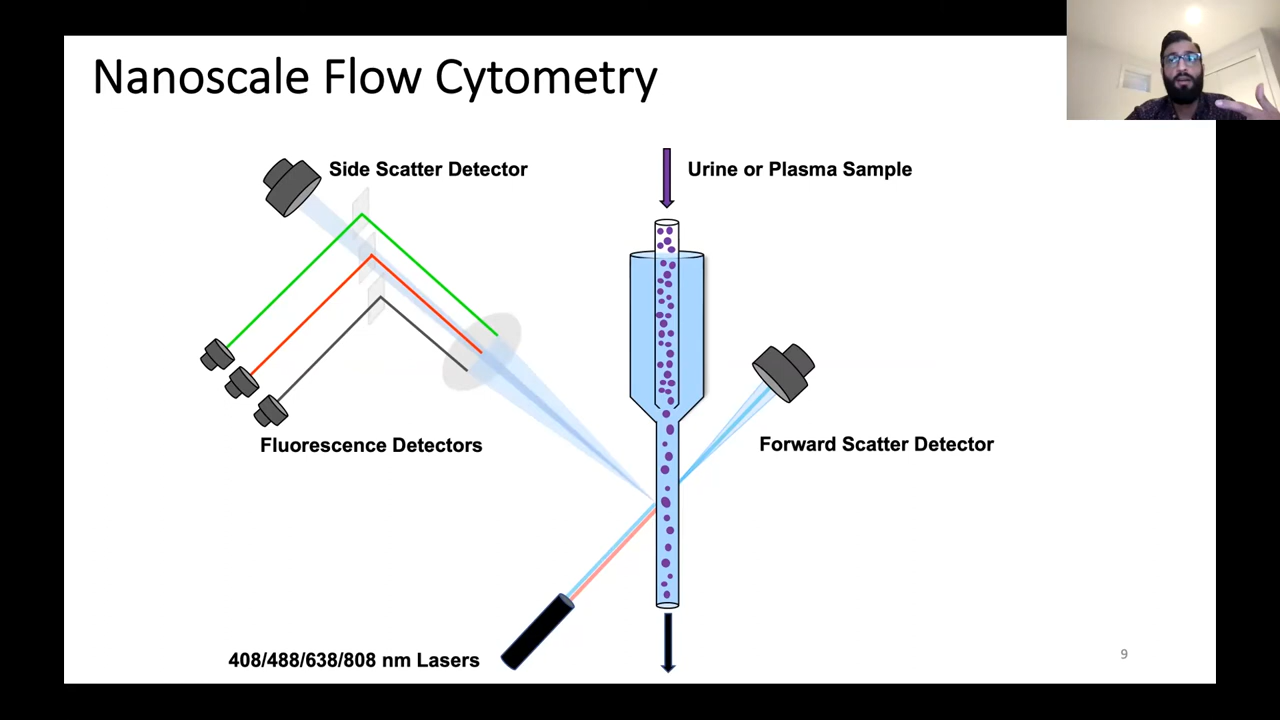 Nanoscale Flow Cytometry
Side Scatter Detector
Urine or Plasma Sample
Fluorescence Detectors
Forward Scatter Detector
408/488/638/808 nm Lasers
9